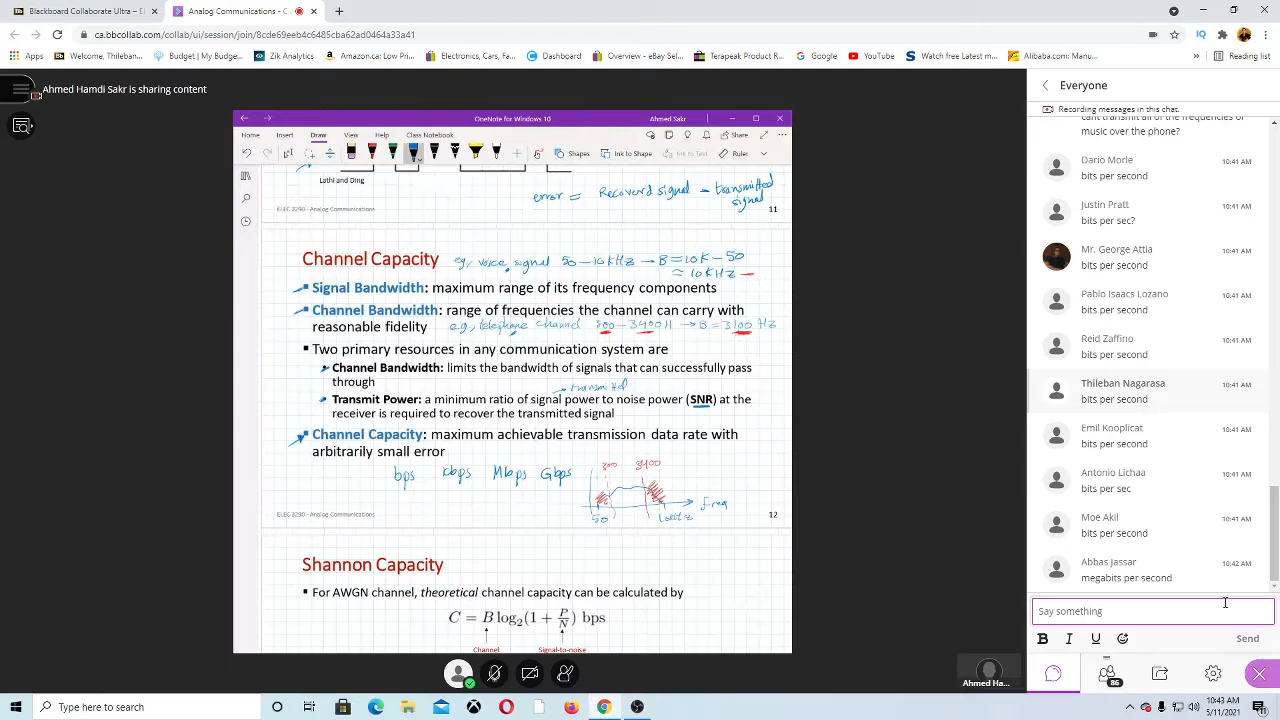 Blackboard Collaborate Ultra – El
Analog Communications - C
ca.bbcollab.com/collab/ui/session/join/8cde69eeb4c6485cba62ad0464a33a41
Apps
Welcome, Thileban...
Budget | My Budge...
Zik Analytics
Amazon.ca: Low Pri...
Electronics, Cars, F...
Dashboard
Overview - eBay Sel...
Terapeak Product R...
Google
YouTube
Watch free latest m...
Alibaba.com: Manu...
Reading list
Ahmed Hamdi Sakr is sharing content
OneNote for Windows 10
Ahmed Sakr
Home
Insert
Draw
View
Help
Class Notebook
Share
Shapes
Ink to Shape
Ink to Text
Ruler
Lathi and Ding
error = Recoverd signal - transmitted signal
ELEC 3290 - Analog Communications
11
Channel Capacity
eg, voice signal 50 – 10 kHz → B = 10K - 50
≈ 10 kHz
Signal Bandwidth: maximum range of its frequency components
Channel Bandwidth: range of frequencies the channel can carry with
reasonable fidelity
e.g., telephone channel 300 – 3400 H → B = 3100 Hz
Two primary resources in any communication system are
Channel Bandwidth: limits the bandwidth of signals that can successfully pass
through
transmitted
Transmit Power: a minimum ratio of signal power to noise power (SNR) at the
receiver is required to recover the transmitted signal
Channel Capacity: maximum achievable transmission data rate with
arbitrarily small error
bps kbps Mbps Gbps
300 3400
freq
50 10kHz
ELEC 3290 - Analog Communications
12
Shannon Capacity
For AWGN channel, theoretical channel capacity can be calculated by
C = B log2(1 + P/N) bps
Channel
Signal-to-noise
Everyone
Recording messages in this chat.
cant transmit all of the frequencies of
music over the phone?
Dario Morle 10:41 AM
bits per second
Justin Pratt 10:41 AM
bits per sec?
Mr. George Attia 10:41 AM
bits per second
Pablo Isaacs Lozano 10:41 AM
bits per second
Reid Zaffino 10:41 AM
bits per second
Thileban Nagarasa 10:41 AM
bits per second
Emil Kooplicat 10:41 AM
bits per second
Antonio Lichaa 10:41 AM
bits per sec
Moe Akil 10:41 AM
bits per second
Abbas Jassar 10:42 AM
megabits per second
Say something
B I U
Send
Ahmed Ha...
86
Type here to search
10:43 AM
5/11/2021